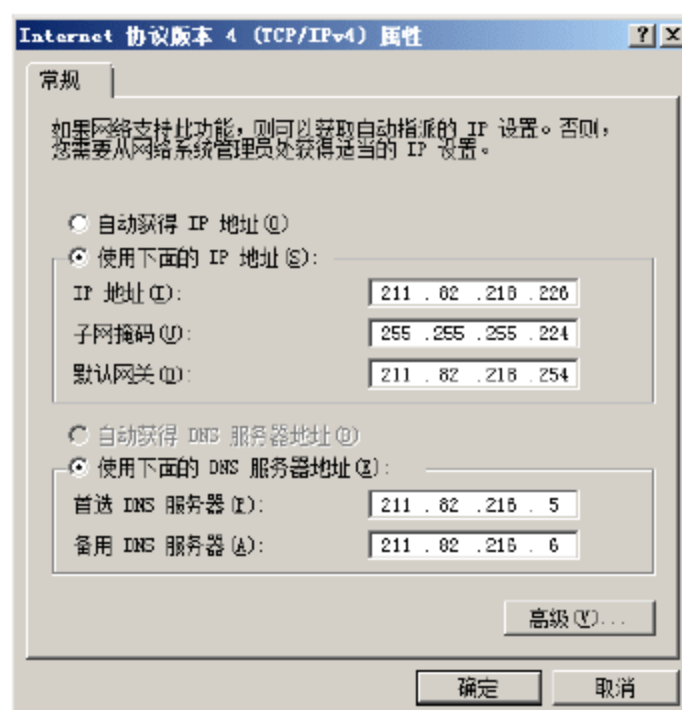 Internet 协议版本 4 (TCP/IPv4) 属性
常规
如果网络支持此功能，则可以获取自动指派的 IP 设置。否则，
您需要从网络系统管理员处获得适当的 IP 设置。
自动获得 IP 地址(O)
使用下面的 IP 地址(S):
IP 地址(I): 211 . 82 .218 .226
子网掩码(U): 255 .255 .255 .224
默认网关(D): 211 . 82 .218 .254
自动获得 DNS 服务器地址(B)
使用下面的 DNS 服务器地址(E):
首选 DNS 服务器(P): 211 . 82 .216 . 5
备用 DNS 服务器(A): 211 . 82 .216 . 6
高级(V)...
确定 取消